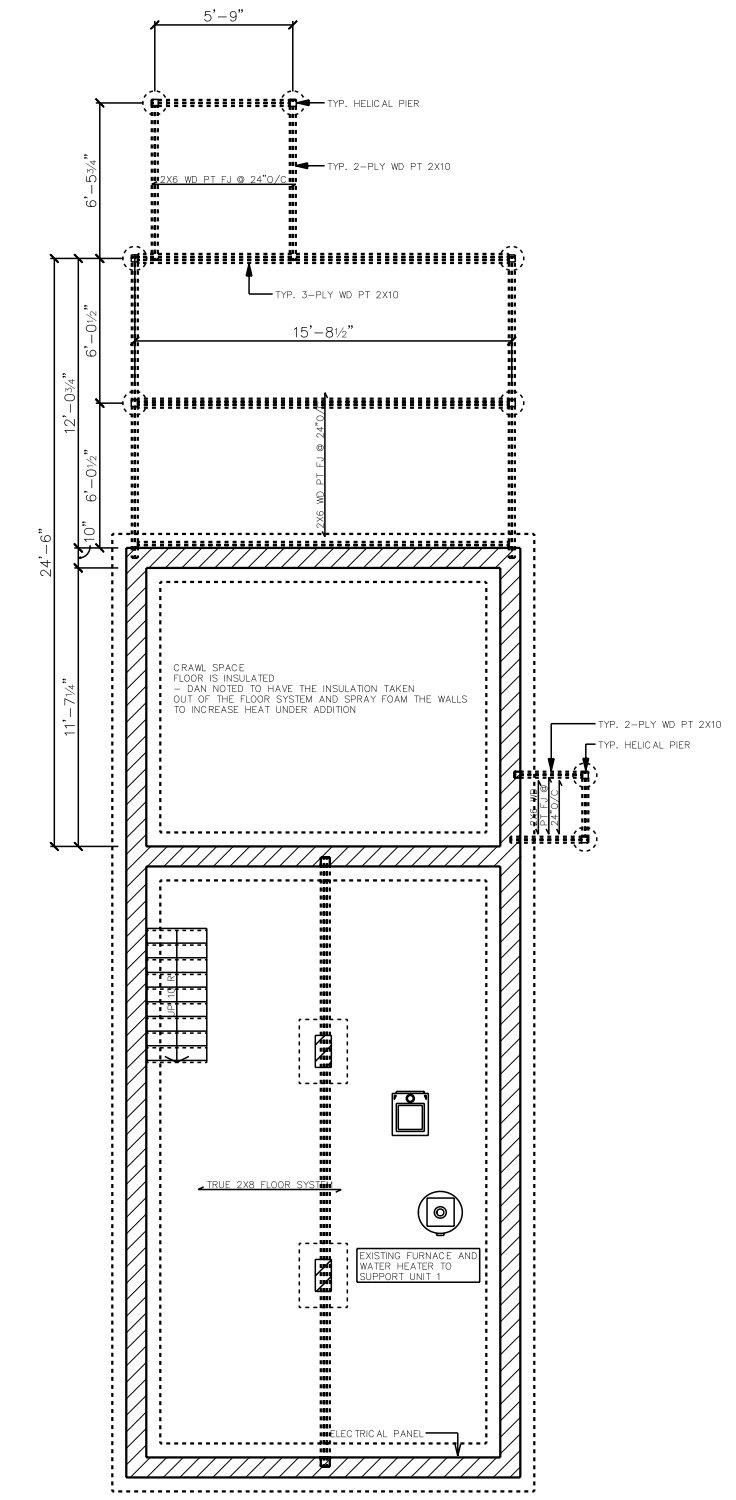 5'-9"
TYP. HELICAL PIER
6'-5¾"
TYP. 2-PLY WD PT 2X10
2X6 WD PT FJ @ 24"O/C
TYP. 3-PLY WD PT 2X10
6'-0½"
15'-8½"
12'-0¾"
6'-0½"
2X6 WD PT FJ @ 24"O/C
10"
24'-6"
CRAWL SPACE
FLOOR IS INSULATED
- DAN NOTED TO HAVE THE INSULATION TAKEN
OUT OF THE FLOOR SYSTEM AND SPRAY FOAM THE WALLS
TO INCREASE HEAT UNDER ADDITION
11'-7¼"
TYP. 2-PLY WD PT 2X10
TYP. HELICAL PIER
2X6 WD
PT FJ @
24"O/C
UP 10 R
TRUE 2X8 FLOOR SYSTEM
EXISTING FURNACE AND
WATER HEATER TO
SUPPORT UNIT 1
ELECTRICAL PANEL